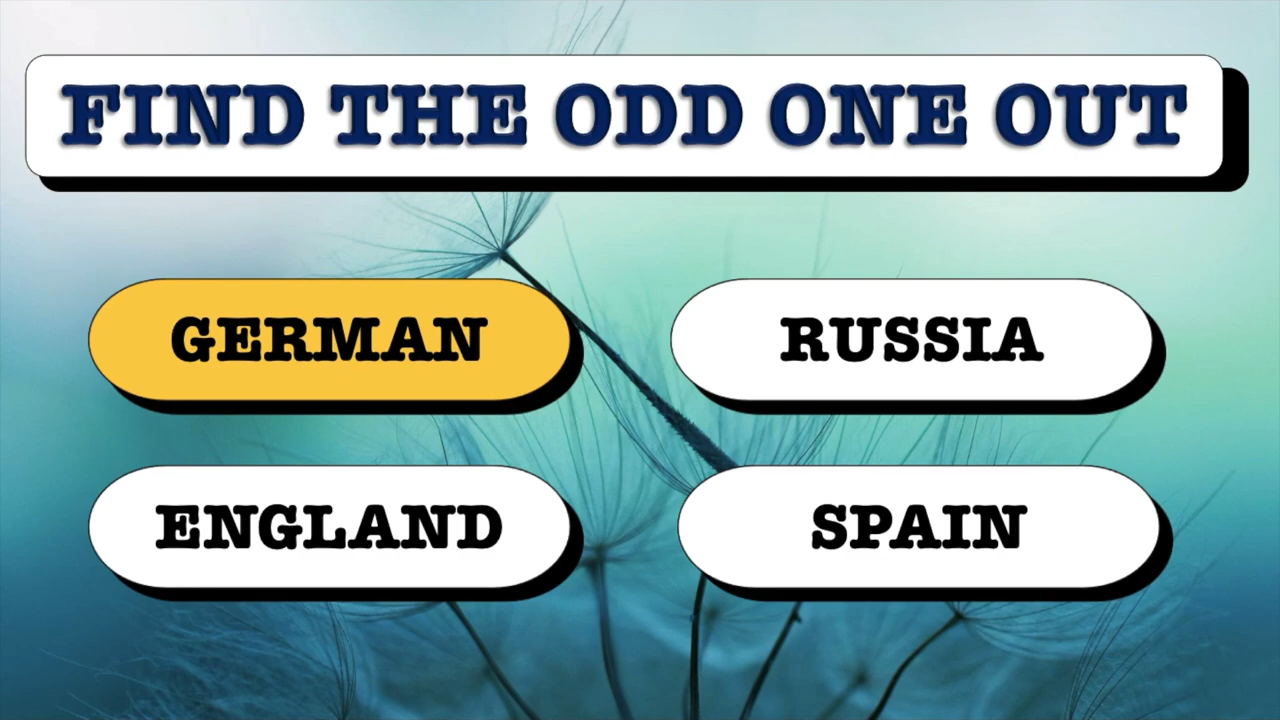 FIND THE ODD ONE OUT
GERMAN
RUSSIA
ENGLAND
SPAIN